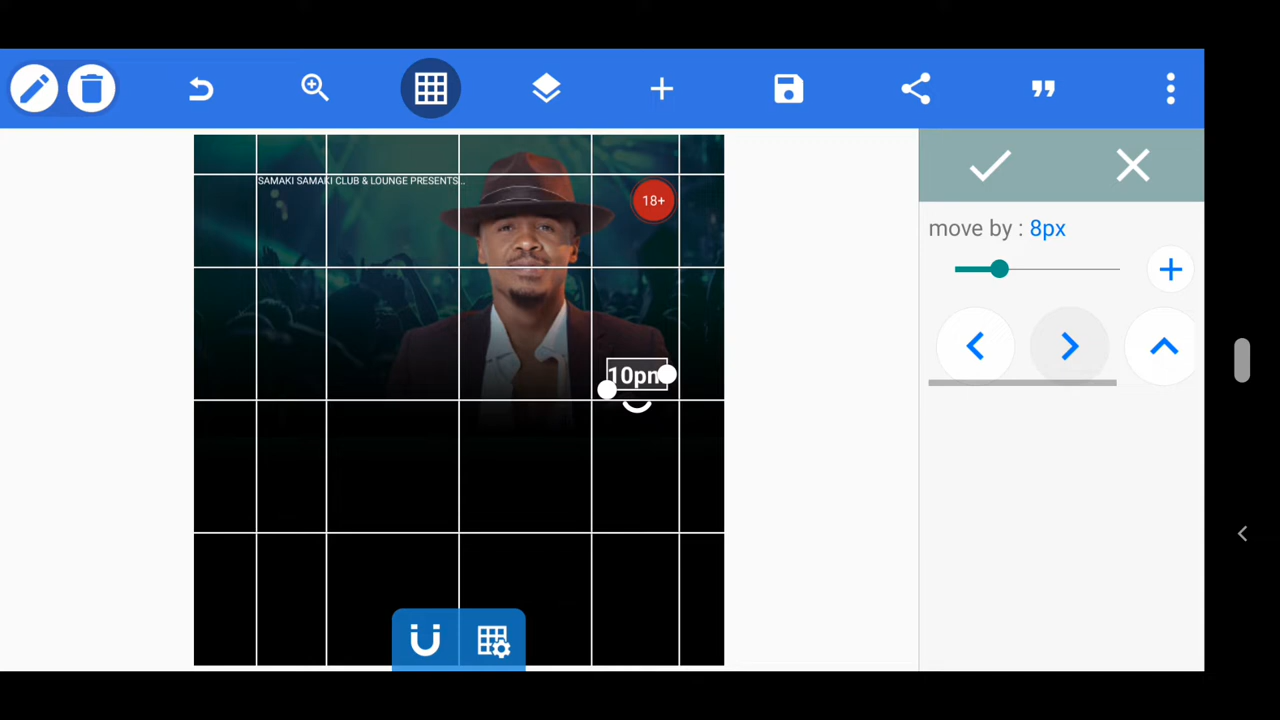 move by : 8px
SAMAKI SAMAKI CLUB & LOUNGE PRESENTS...
18+
10pm